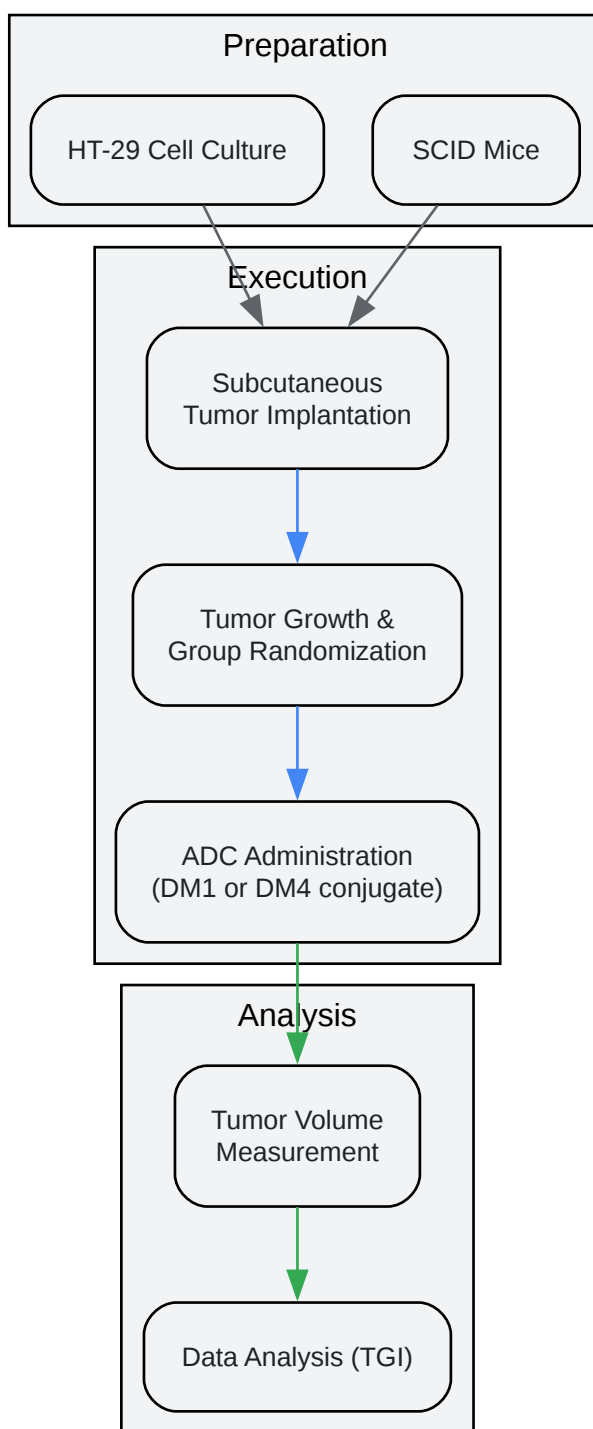 Preparation
HT-29 Cell Culture
SCID Mice
Execution
Subcutaneous
Tumor Implantation
Tumor Growth &
Group Randomization
ADC Administration
(DM1 or DM4 conjugate)
Analysis
Tumor Volume
Measurement
Data Analysis (TGI)